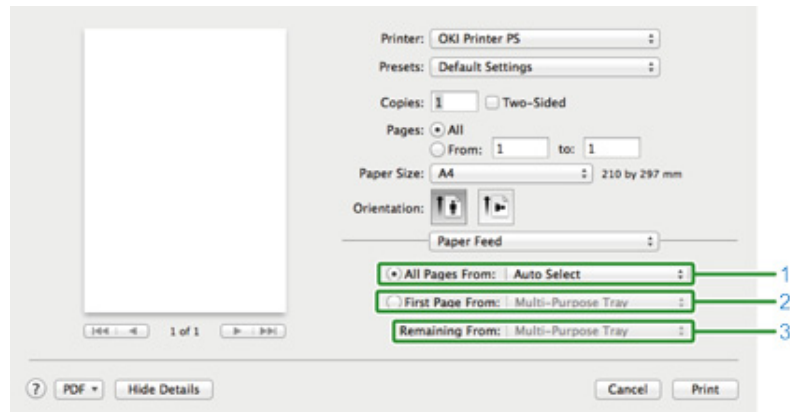 Printer: OKI Printer PS
Presets: Default Settings
Copies: 1 Two-Sided
Pages: All
From: 1 to: 1
Paper Size: A4 210 by 297 mm
Orientation:
Paper Feed
All Pages From: Auto Select 1
First Page From: Multi-Purpose Tray 2
Remaining From: Multi-Purpose Tray 3
1 of 1
? PDF Hide Details Cancel Print